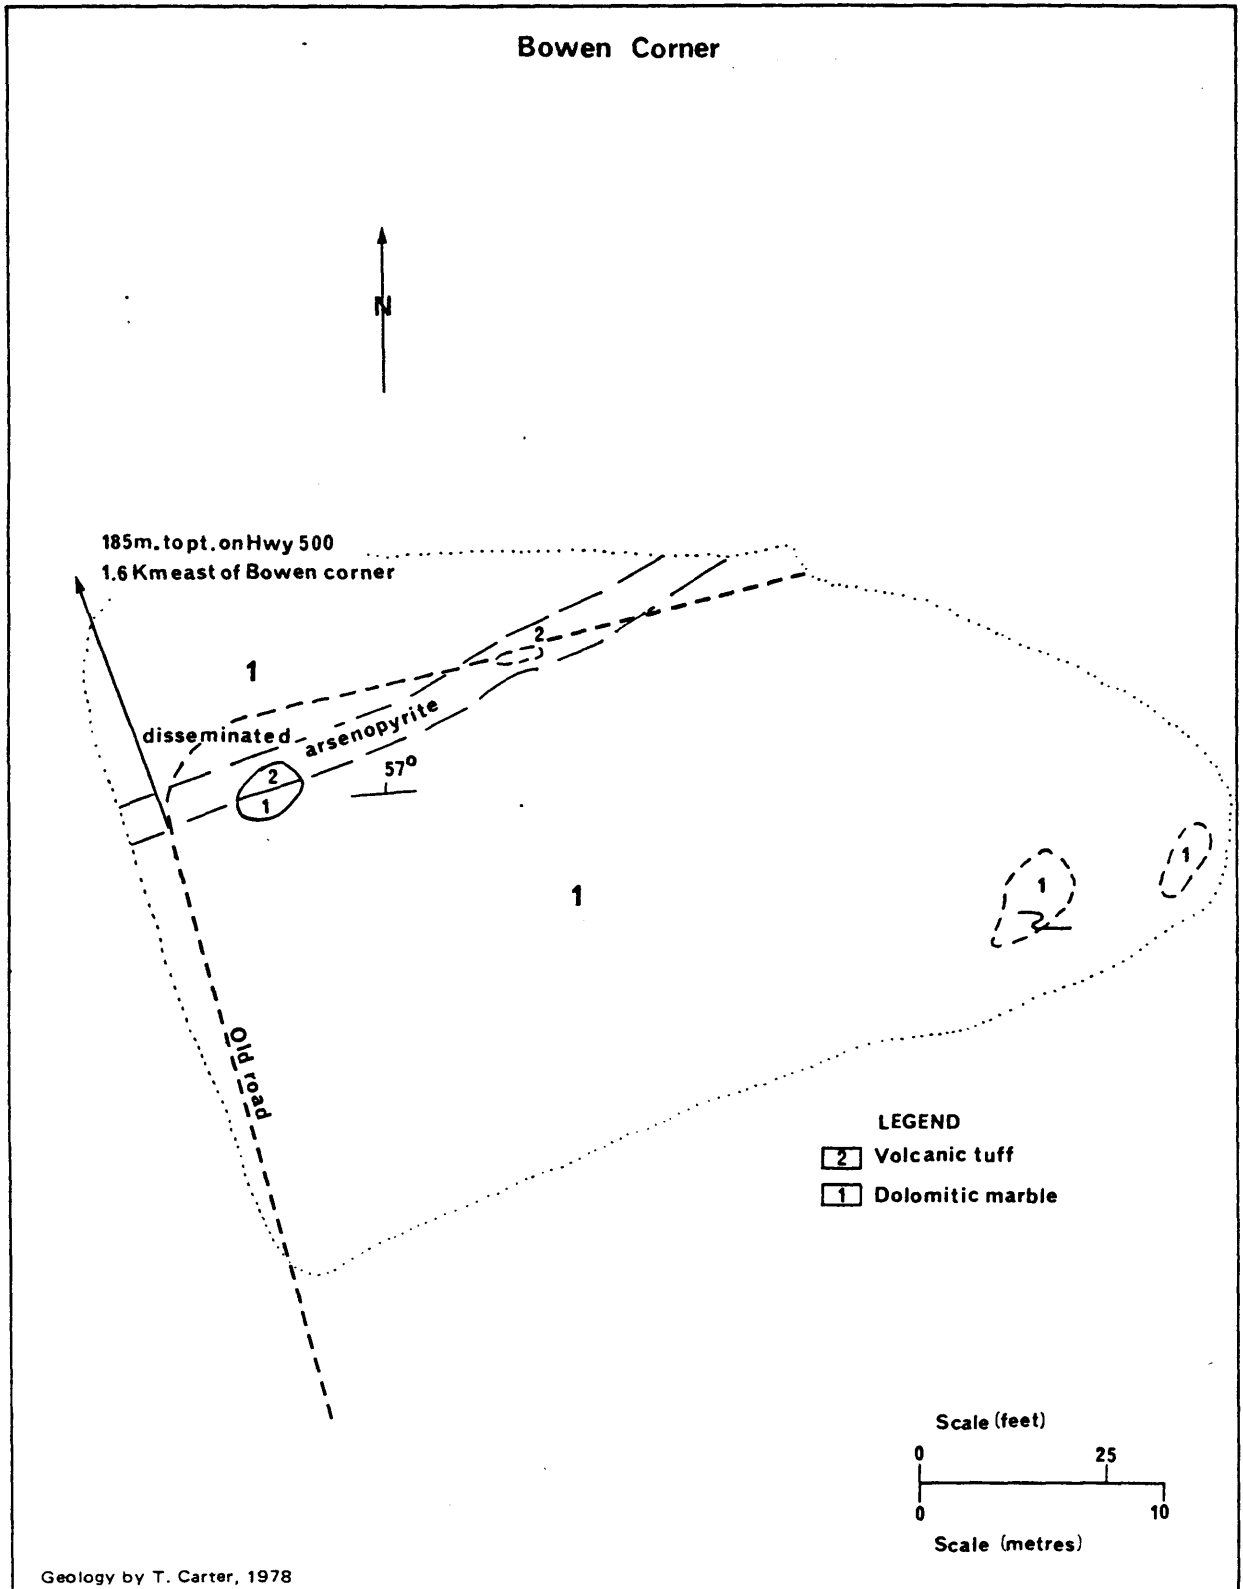 Bowen Corner
N
185m. to pt. on Hwy 500
1.6 Km east of Bowen corner
2
1
disseminated arsenopyrite
57°
2
1
1
1
1
Old road
LEGEND
2 Volcanic tuff
1 Dolomitic marble
Scale (feet)
0 25
0 10
Scale (metres)
Geology by T. Carter, 1978